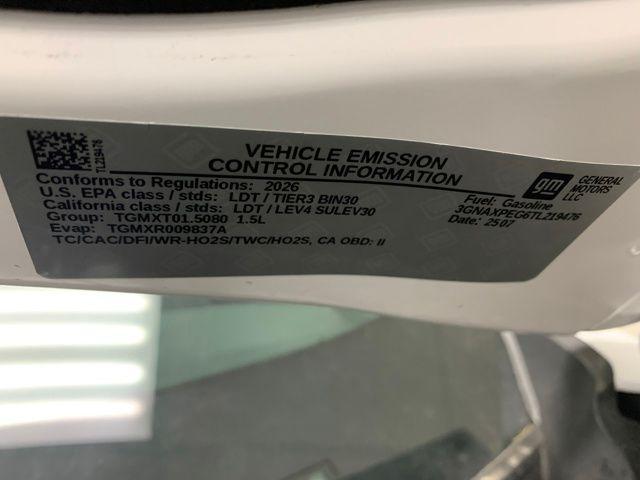 TL219476
VEHICLE EMISSION
CONTROL INFORMATION
gm
GENERAL
MOTORS
LLC
Conforms to Regulations: 2026
U.S. EPA class / stds: LDT / TIER3 BIN30
California class / stds: LDT / LEV4 SULEV30
Group: TGMXT01.5080 1.5L
Evap: TGMXR009837A
TC/CAC/DFI/WR-HO2S/TWC/HO2S, CA OBD: II
Fuel: Gasoline
3GNAXPEG6TL219476
Date: 2507